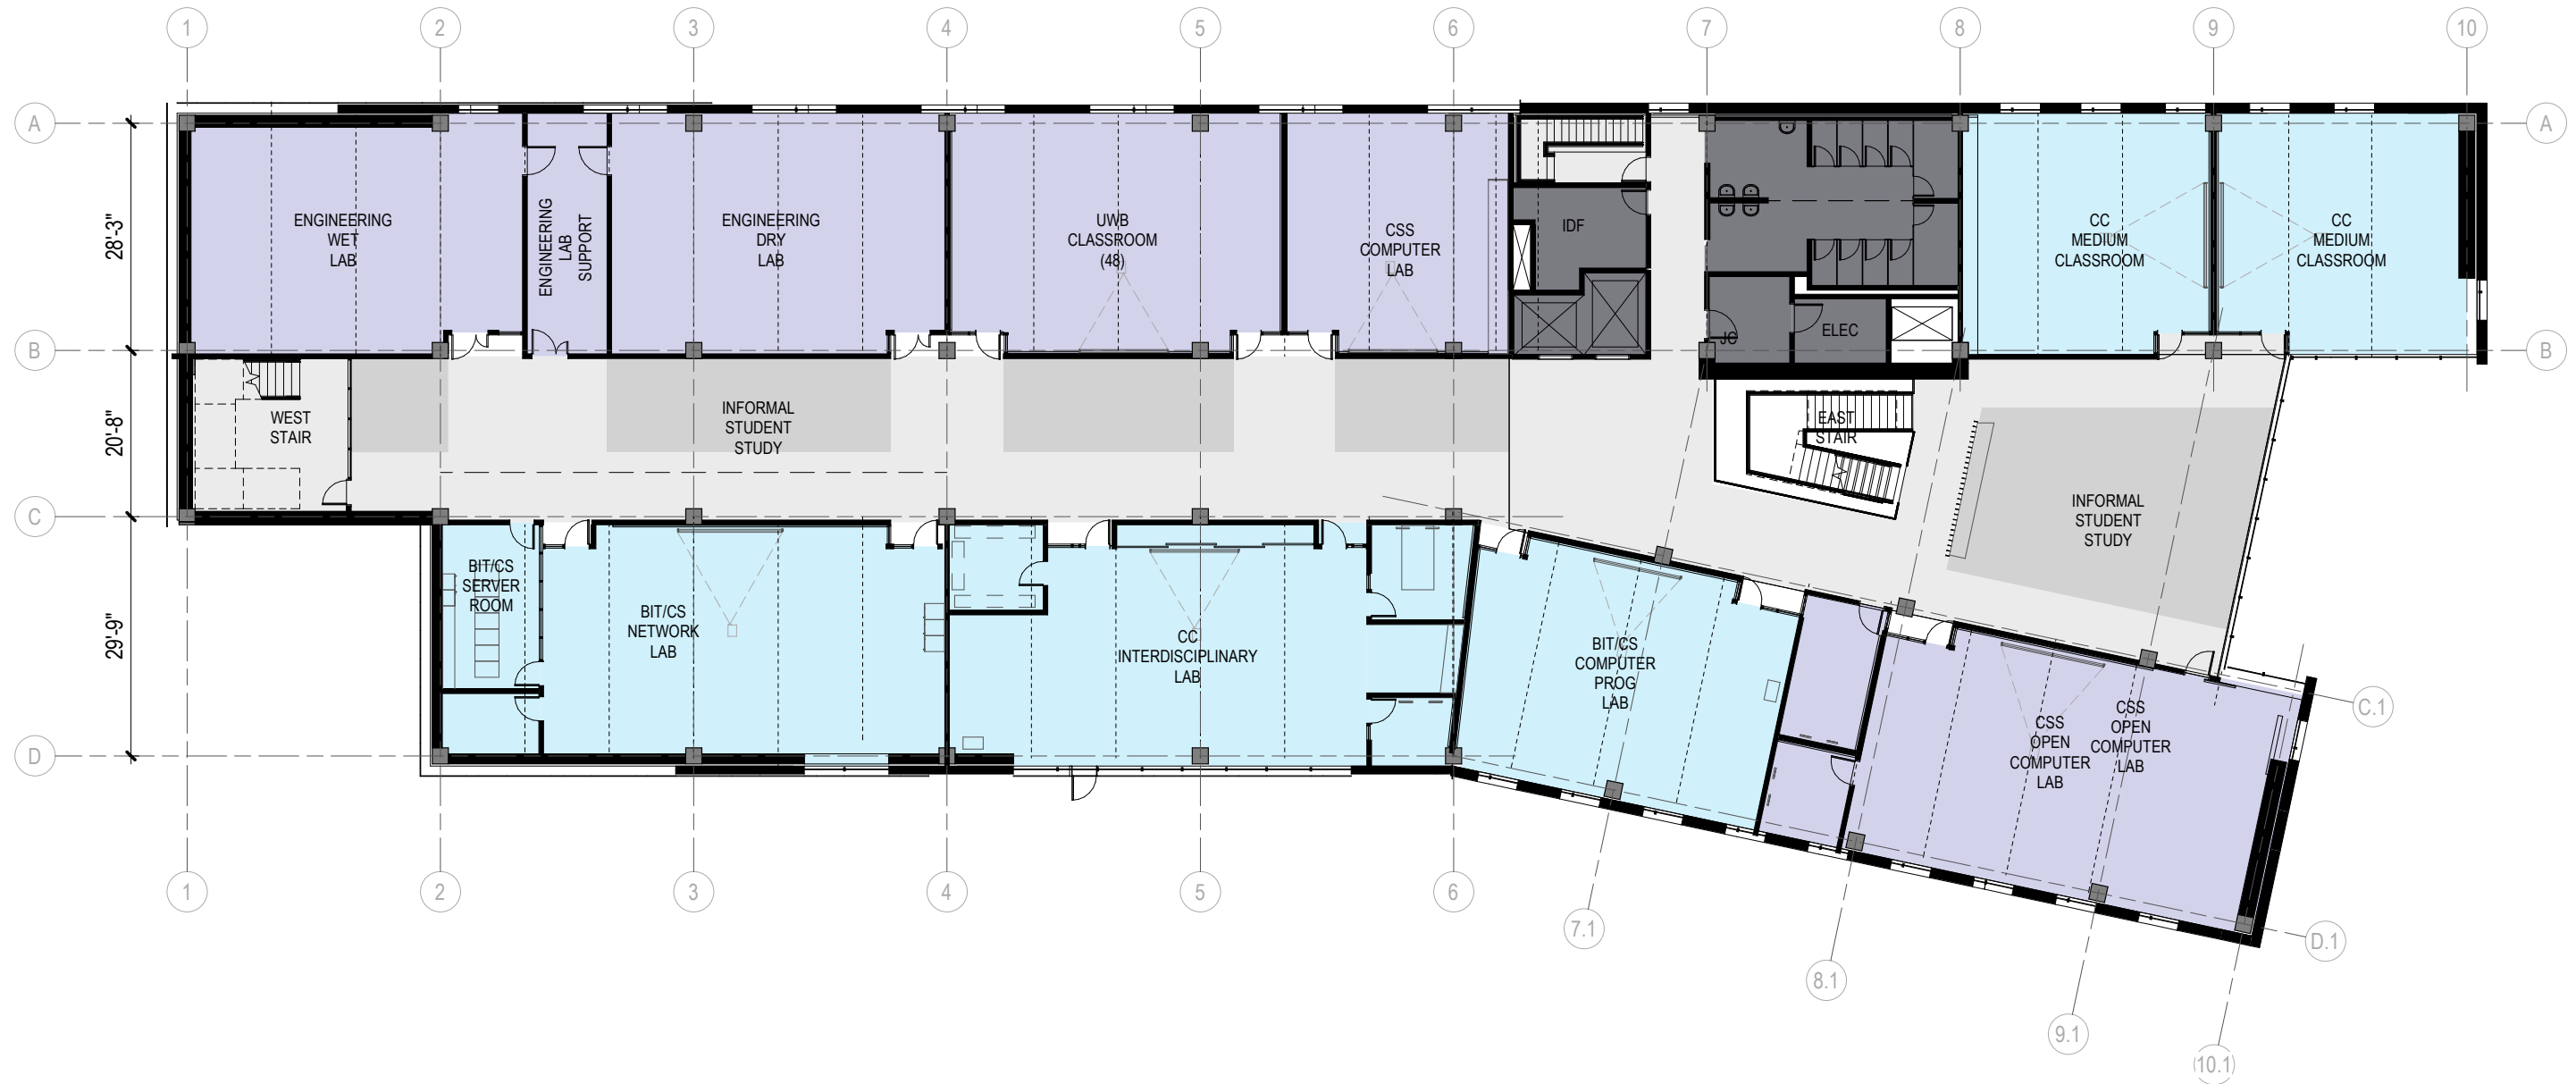 1
2
3
4
5
6
7
8
9
10
A
A
28'-3"
ENGINEERING
WET
LAB
ENGINEERING
LAB
SUPPORT
ENGINEERING
DRY
LAB
UWB
CLASSROOM
(48)
CSS
COMPUTER
LAB
IDF
CC
MEDIUM
CLASSROOM
CC
MEDIUM
CLASSROOM
JC
ELEC
B
B
20'-8"
WEST
STAIR
INFORMAL
STUDENT
STUDY
EAST
STAIR
INFORMAL
STUDENT
STUDY
C
29'-9"
BIT/CS
SERVER
ROOM
BIT/CS
NETWORK
LAB
CC
INTERDISCIPLINARY
LAB
BIT/CS
COMPUTER
PROG
LAB
CSS
OPEN
COMPUTER
LAB
CSS
OPEN
COMPUTER
LAB
C.1
D
D.1
1
2
3
4
5
6
7.1
8.1
9.1
10.1